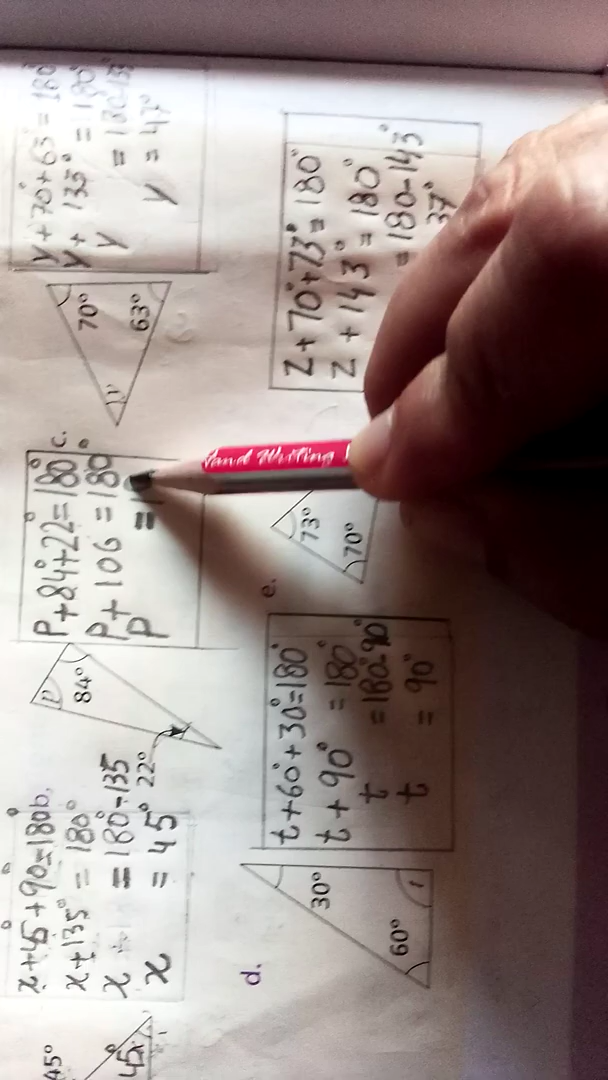 45°
45°
x+45+90=180°
x+135° = 180°
x = 180°-135
x = 45°
b.
p
84°
22°
P+84°+22=180°
P+ 106 = 180°
P =
c.
70°
63°
y
y+70°+63°=180°
y+ 135° = 180°
y = 180-135°
y = 47°
d.
30°
60°
t
t+60°+30°=180°
t+90° = 180°
t = 180°-90°
t = 90°
e.
73°
70°
Z+70°+73°=180°
Z+143°=180°
= 180-143°
37°
and Writing